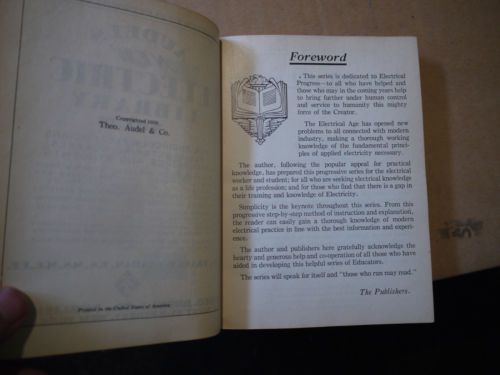 Theo. Audel & Co.
Printed in the United States of America
Foreword
This series is dedicated to Electrical
Progress—to all who have helped and
those who may in the coming years help
to bring further under human control
and service to humanity this mighty
force of the Creator.
The Electrical Age has opened new
problems to all connected with modern
industry, making a thorough working
knowledge of the fundamental princi-
ples of applied electricity necessary.
The author, following the popular appeal for practical
knowledge, has prepared this progressive series for the electrical
worker and student; for all who are seeking electrical knowledge
as a life profession; and for those who find that there is a gap in
their training and knowledge of Electricity.
Simplicity is the keynote throughout this series. From this
progressive step-by-step method of instruction and explanation,
the reader can easily gain a thorough knowledge of modern
electrical practice in line with the best information and experi-
ence.
The author and publishers here gratefully acknowledge the
hearty and generous help and co-operation of all those who have
aided in developing this helpful series of Educators.
The series will speak for itself and "those who run may read."
The Publishers.